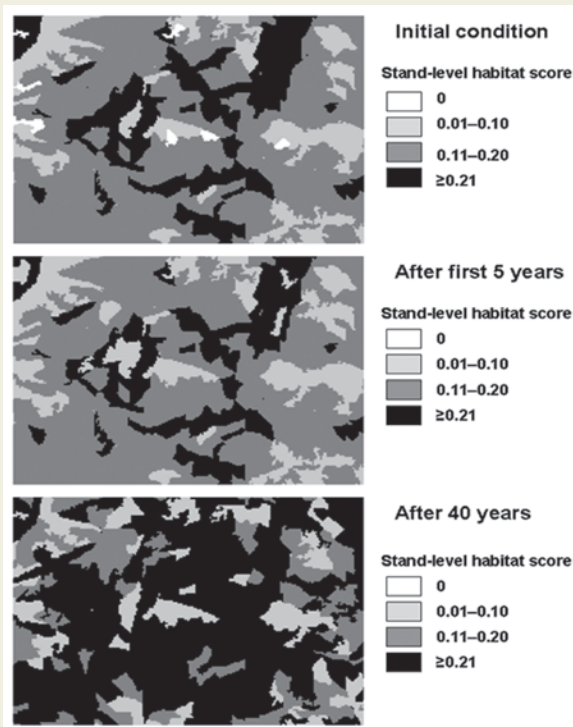 Initial condition
Stand-level habitat score
0
0.01–0.10
0.11–0.20
≥0.21
After first 5 years
Stand-level habitat score
0
0.01–0.10
0.11–0.20
≥0.21
After 40 years
Stand-level habitat score
0
0.01–0.10
0.11–0.20
≥0.21